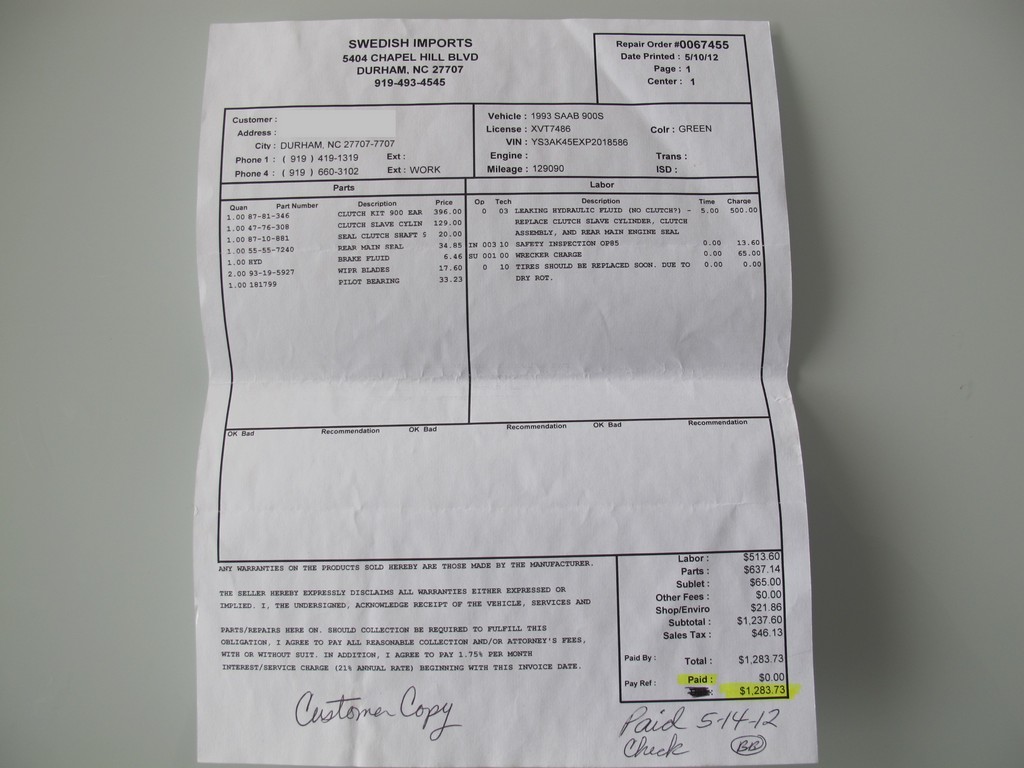 SWEDISH IMPORTS
5404 CHAPEL HILL BLVD
DURHAM, NC 27707
919-493-4545
Repair Order #0067455
Date Printed : 5/10/12
Page : 1
Center : 1
Customer :
Address :
City : DURHAM, NC 27707-7707
Phone 1 : ( 919 ) 419-1319 Ext :
Phone 4 : ( 919 ) 660-3102 Ext : WORK
Vehicle : 1993 SAAB 900S
License : XVT7486 Colr : GREEN
VIN : YS3AK45EXP2018586
Engine : Trans :
Mileage : 129090 ISD :
Parts
Quan Part Number Description Price
1.00 87-81-346 CLUTCH KIT 900 EAR 396.00
1.00 47-76-308 CLUTCH SLAVE CYLIN 129.00
1.00 87-10-881 SEAL CLUTCH SHAFT S 20.00
1.00 55-55-7240 REAR MAIN SEAL 34.85
1.00 HYD BRAKE FLUID 6.46
2.00 93-19-5927 WIPR BLADES 17.60
1.00 181799 PILOT BEARING 33.23
Labor
Op Tech Description Time Charge
0 03 LEAKING HYDRAULIC FLUID (NO CLUTCH?) - 5.00 500.00
REPLACE CLUTCH SLAVE CYLINDER, CLUTCH
ASSEMBLY, AND REAR MAIN ENGINE SEAL
IN 003 10 SAFETY INSPECTION OP85 0.00 13.60
SU 001 00 WRECKER CHARGE 0.00 65.00
0 10 TIRES SHOULD BE REPLACED SOON. DUE TO 0.00 0.00
DRY ROT.
OK Bad Recommendation OK Bad Recommendation OK Bad Recommendation
ANY WARRANTIES ON THE PRODUCTS SOLD HEREBY ARE THOSE MADE BY THE MANUFACTURER.
THE SELLER HEREBY EXPRESSLY DISCLAIMS ALL WARRANTIES EITHER EXPRESSED OR
IMPLIED. I, THE UNDERSIGNED, ACKNOWLEDGE RECEIPT OF THE VEHICLE, SERVICES AND
PARTS/REPAIRS HERE ON. SHOULD COLLECTION BE REQUIRED TO FULFILL THIS
OBLIGATION, I AGREE TO PAY ALL REASONABLE COLLECTION AND/OR ATTORNEY'S FEES,
WITH OR WITHOUT SUIT. IN ADDITION, I AGREE TO PAY 1.75% PER MONTH
INTEREST/SERVICE CHARGE (21% ANNUAL RATE) BEGINNING WITH THIS INVOICE DATE.
Labor : $513.60
Parts : $637.14
Sublet : $65.00
Other Fees : $0.00
Shop/Enviro $21.86
Subtotal : $1,237.60
Sales Tax : $46.13
Paid By : Total : $1,283.73
Pay Ref : Paid : $0.00
$1,283.73
Customer Copy
Paid 5-14-12
Check